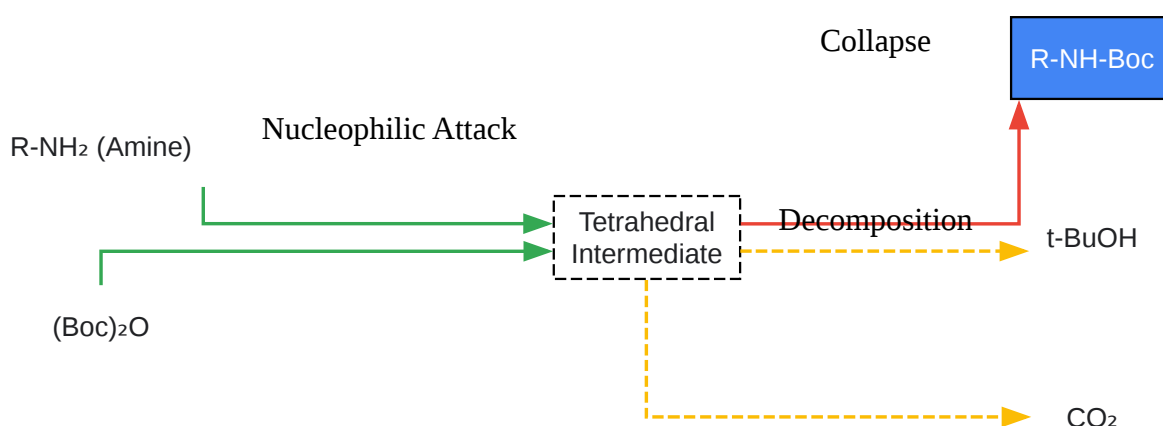 Collapse
R-NH-Boc
Nucleophilic Attack
R-NH₂ (Amine)
Tetrahedral
Intermediate
Decomposition
t-BuOH
(Boc)₂O
CO₂